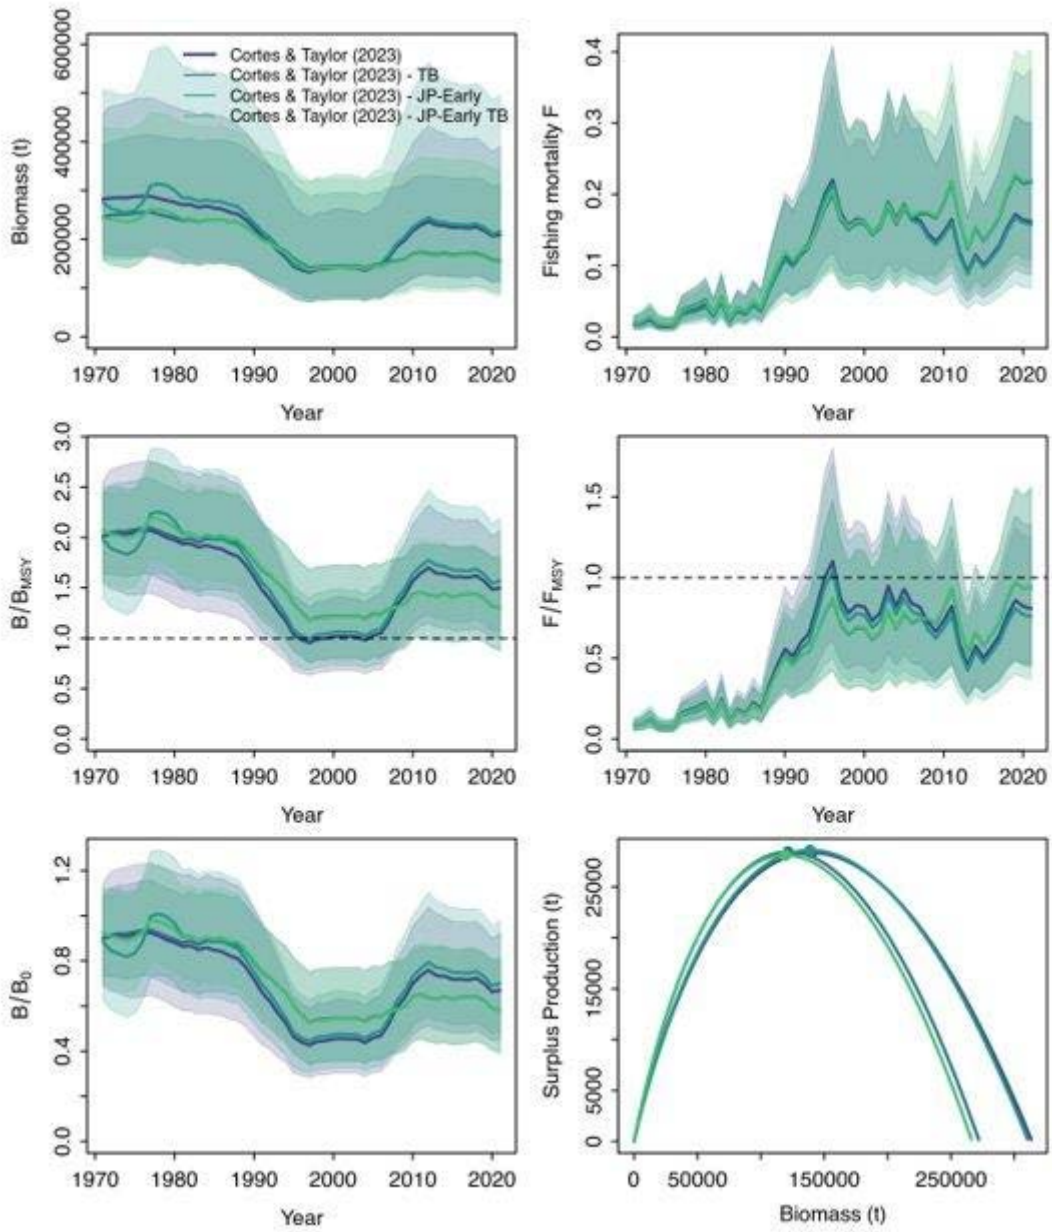 Cortes & Taylor (2023)
Cortes & Taylor (2023) - TB
Cortes & Taylor (2023) - JP-Early
Cortes & Taylor (2023) - JP-Early TB
Biomass (t)
0
200000
400000
600000
1970 1980 1990 2000 2010 2020
Year
Fishing mortality F
0.0
0.1
0.2
0.3
0.4
1970 1980 1990 2000 2010 2020
Year
B/BMSY
0.0
0.5
1.0
1.5
2.0
2.5
3.0
1970 1980 1990 2000 2010 2020
Year
F/FMSY
0.0
0.5
1.0
1.5
1970 1980 1990 2000 2010 2020
Year
B/B0
0.0
0.4
0.8
1.2
1970 1980 1990 2000 2010 2020
Year
Surplus Production (t)
0
5000
15000
25000
0 50000 150000 250000
Biomass (t)